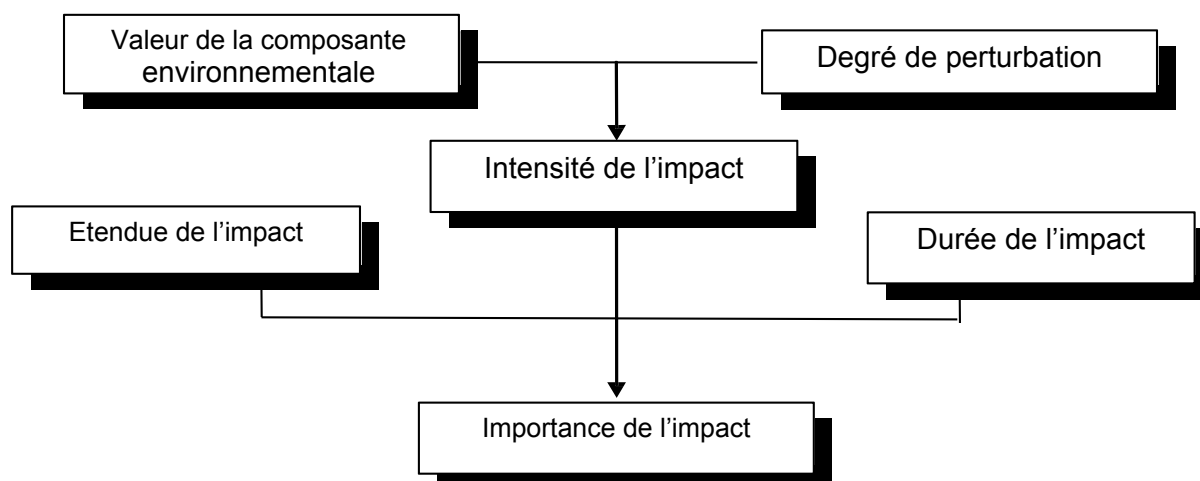 Valeur de la composante
environnementale
Degré de perturbation
Intensité de l’impact
Etendue de l’impact
Durée de l’impact
Importance de l’impact